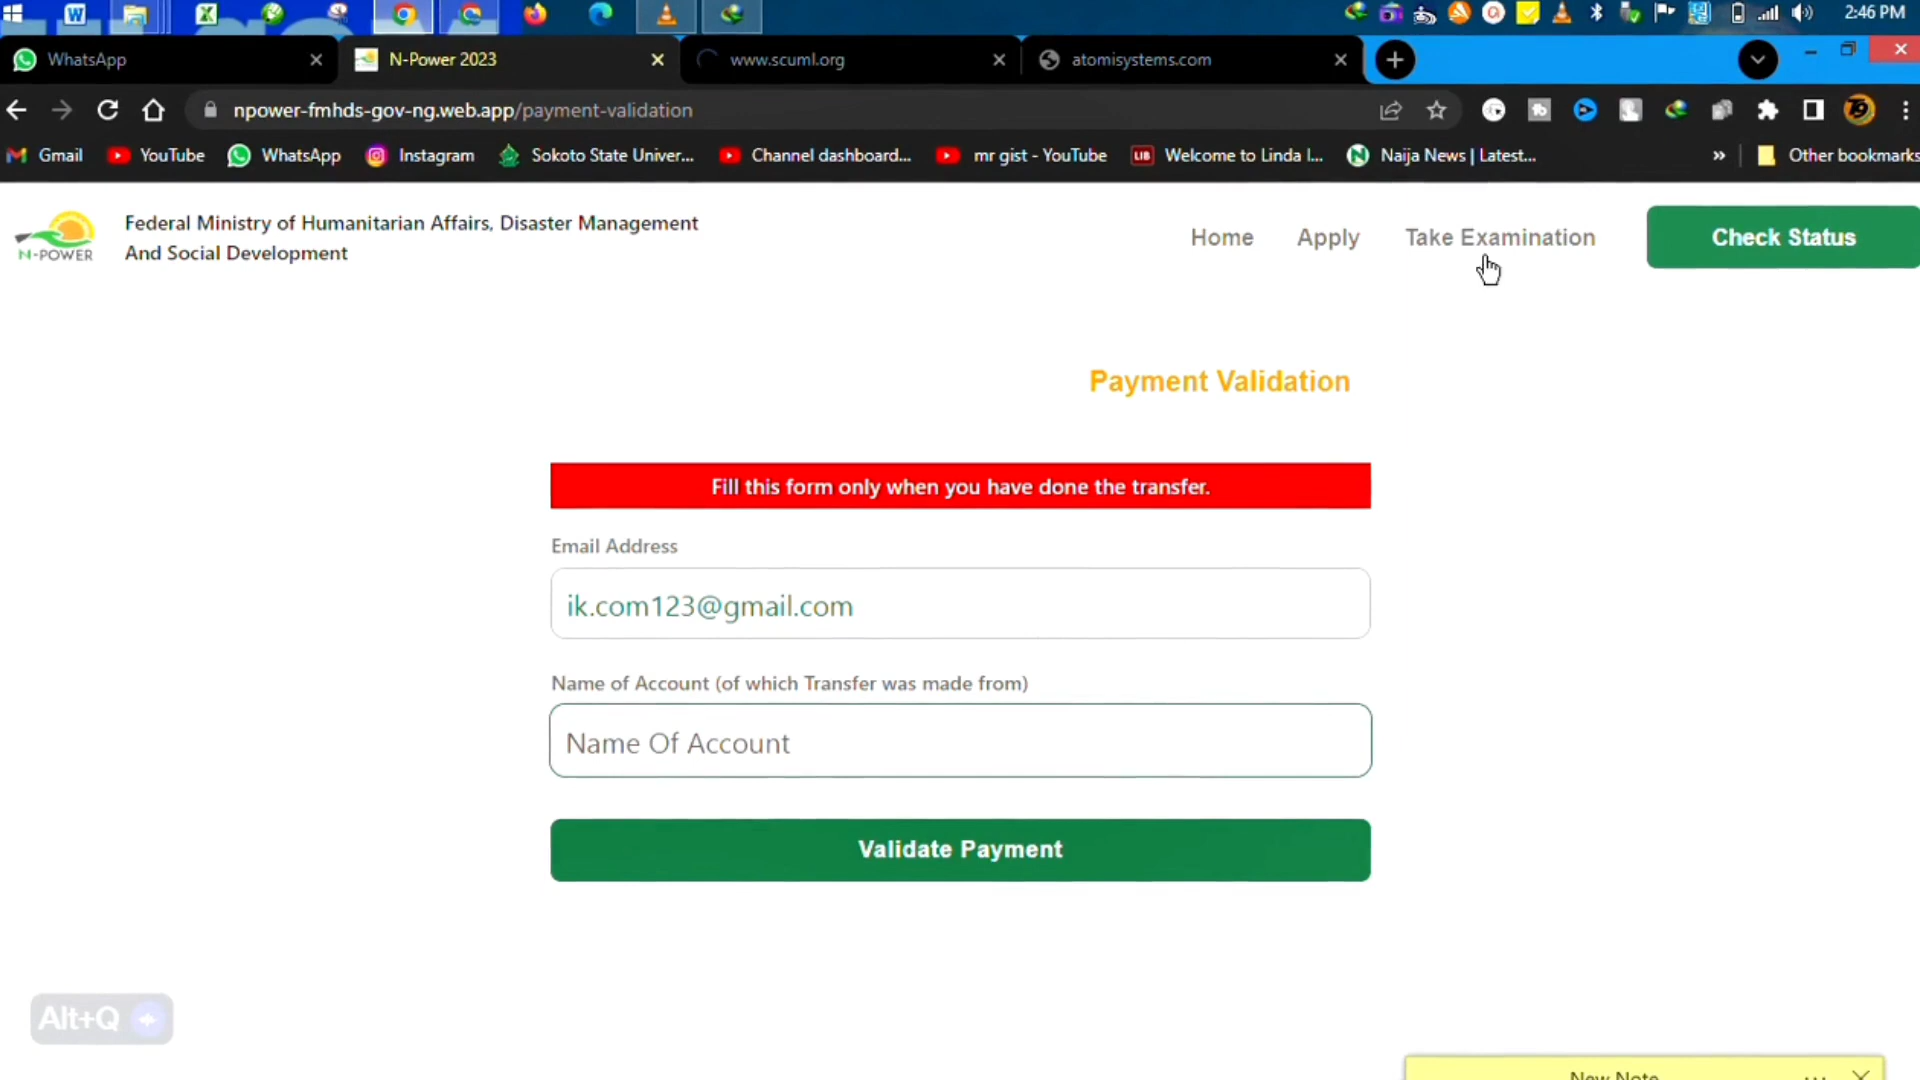 2:46 PM
WhatsApp
N-Power 2023
www.scuml.org
atomisystems.com
npower-fmhds-gov-ng.web.app/payment-validation
Gmail
YouTube
WhatsApp
Instagram
Sokoto State Univer...
Channel dashboard...
mr gist - YouTube
LIB
Welcome to Linda I...
Naija News | Latest...
»
Other bookmarks
N-POWER
Federal Ministry of Humanitarian Affairs, Disaster Management
And Social Development
Home
Apply
Take Examination
Check Status
Payment Validation
Fill this form only when you have done the transfer.
Email Address
ik.com123@gmail.com
Name of Account (of which Transfer was made from)
Name Of Account
Validate Payment
Alt+Q
New Note